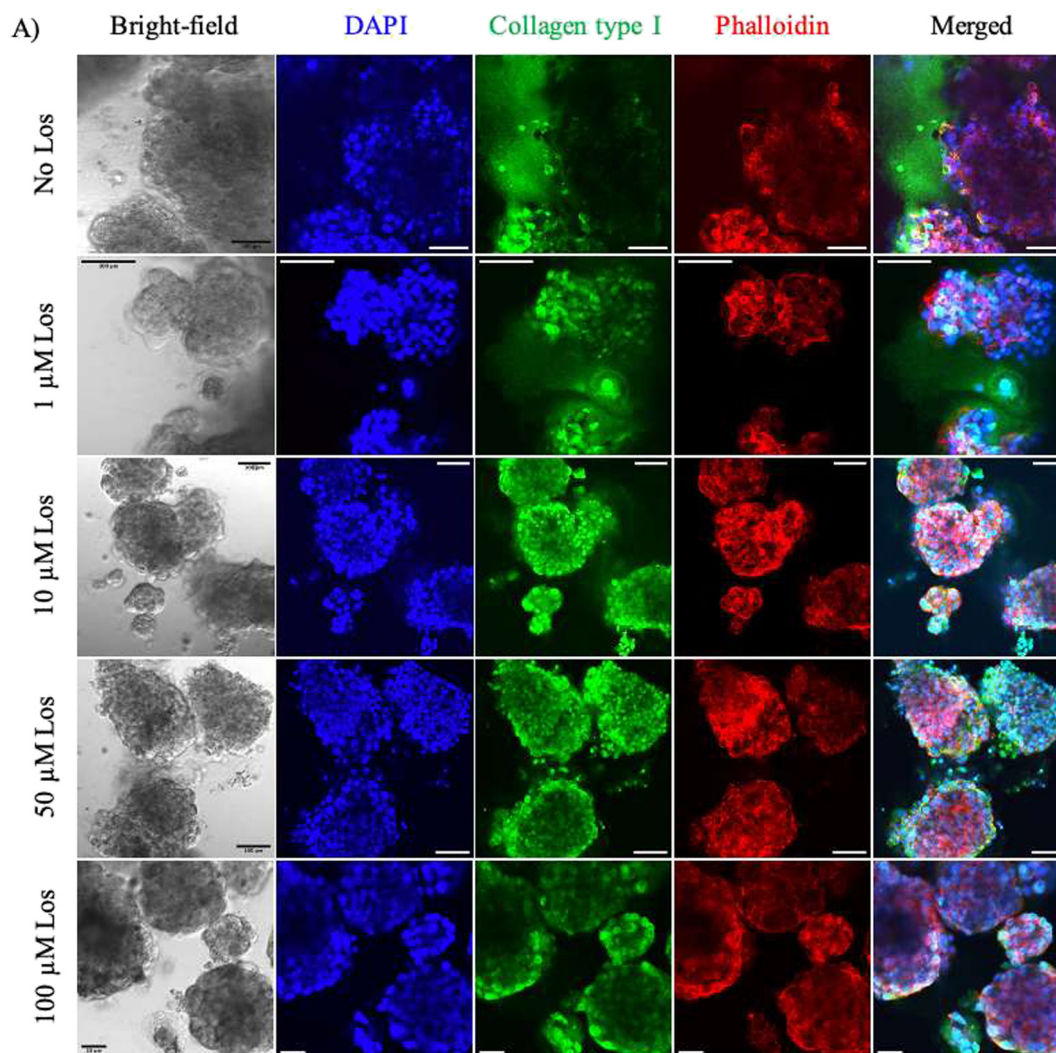 A)
Bright-field DAPI Collagen type I Phalloidin Merged
No Los
1 μM Los
10 μM Los
50 μM Los
100 μM Los